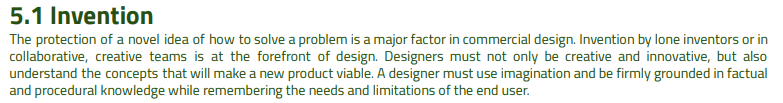 5.1 Invention
The protection of a novel idea of how to solve a problem is a major factor in commercial design. Invention by lone inventors or in
collaborative, creative teams is at the forefront of design. Designers must not only be creative and innovative, but also
understand the concepts that will make a new product viable. A designer must use imagination and be firmly grounded in factual
and procedural knowledge while remembering the needs and limitations of the end user.